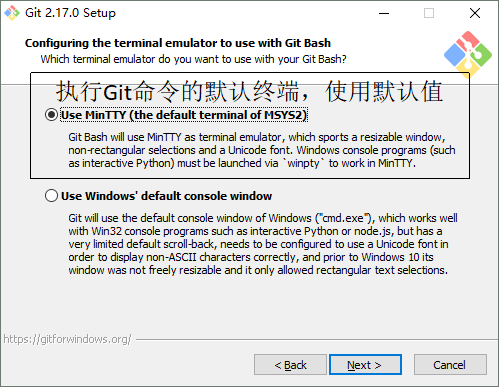 Git 2.17.0 Setup
Configuring the terminal emulator to use with Git Bash
Which terminal emulator do you want to use with your Git Bash?
执行Git命令的默认终端，使用默认值
Use MinTTY (the default terminal of MSYS2)
Git Bash will use MinTTY as terminal emulator, which sports a resizable window,
non-rectangular selections and a Unicode font. Windows console programs (such
as interactive Python) must be launched via `winpty` to work in MinTTY.
Use Windows' default console window
Git will use the default console window of Windows ("cmd.exe"), which works well
with Win32 console programs such as interactive Python or node.js, but has a
very limited default scroll-back, needs to be configured to use a Unicode font in
order to display non-ASCII characters correctly, and prior to Windows 10 its
window was not freely resizable and it only allowed rectangular text selections.
https://gitforwindows.org/
< Back
Next >
Cancel